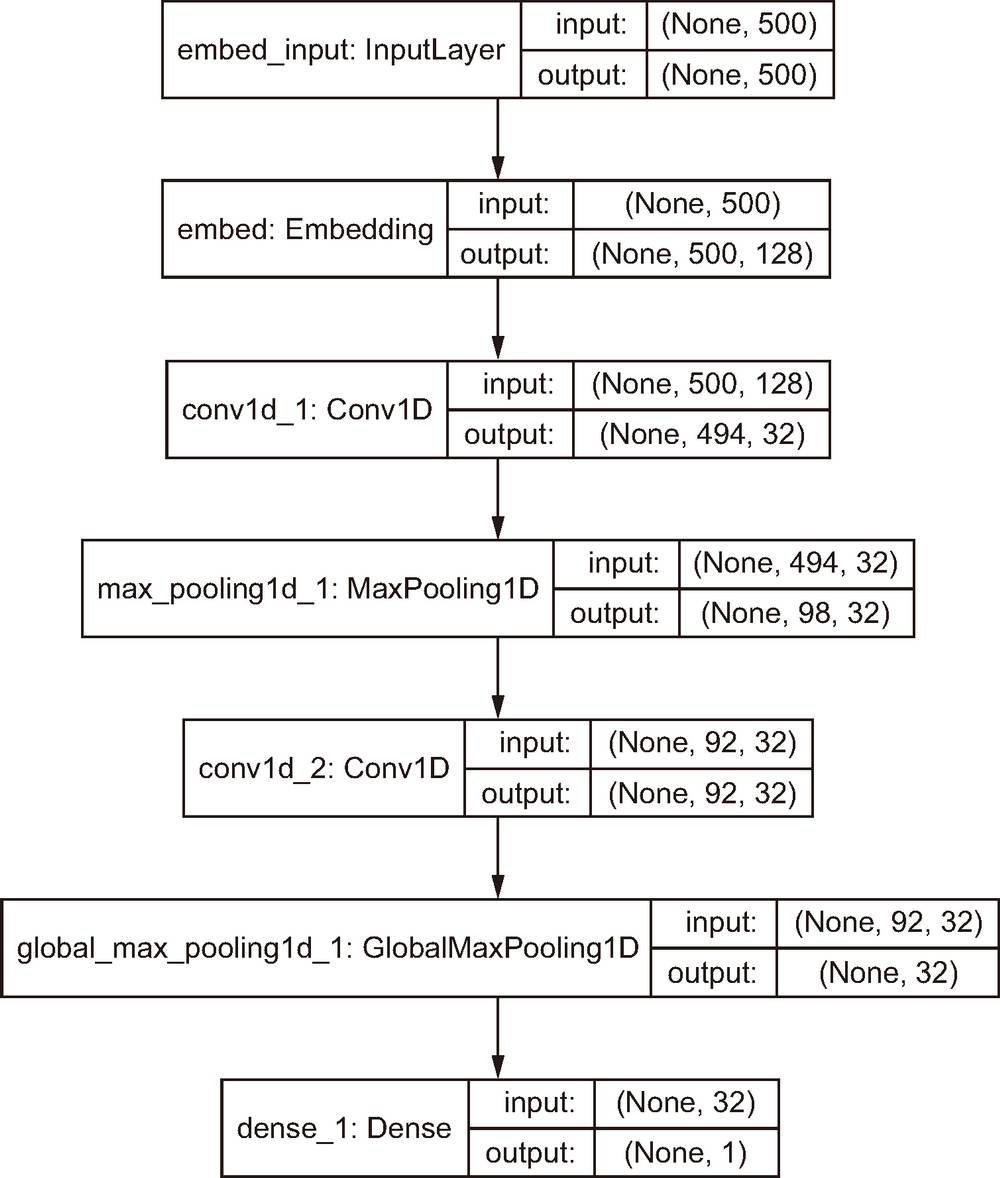 embed_input: InputLayer
input: (None, 500)
output: (None, 500)
embed: Embedding
input: (None, 500)
output: (None, 500, 128)
conv1d_1: Conv1D
input: (None, 500, 128)
output: (None, 494, 32)
max_pooling1d_1: MaxPooling1D
input: (None, 494, 32)
output: (None, 98, 32)
conv1d_2: Conv1D
input: (None, 92, 32)
output: (None, 92, 32)
global_max_pooling1d_1: GlobalMaxPooling1D
input: (None, 92, 32)
output: (None, 32)
dense_1: Dense
input: (None, 32)
output: (None, 1)